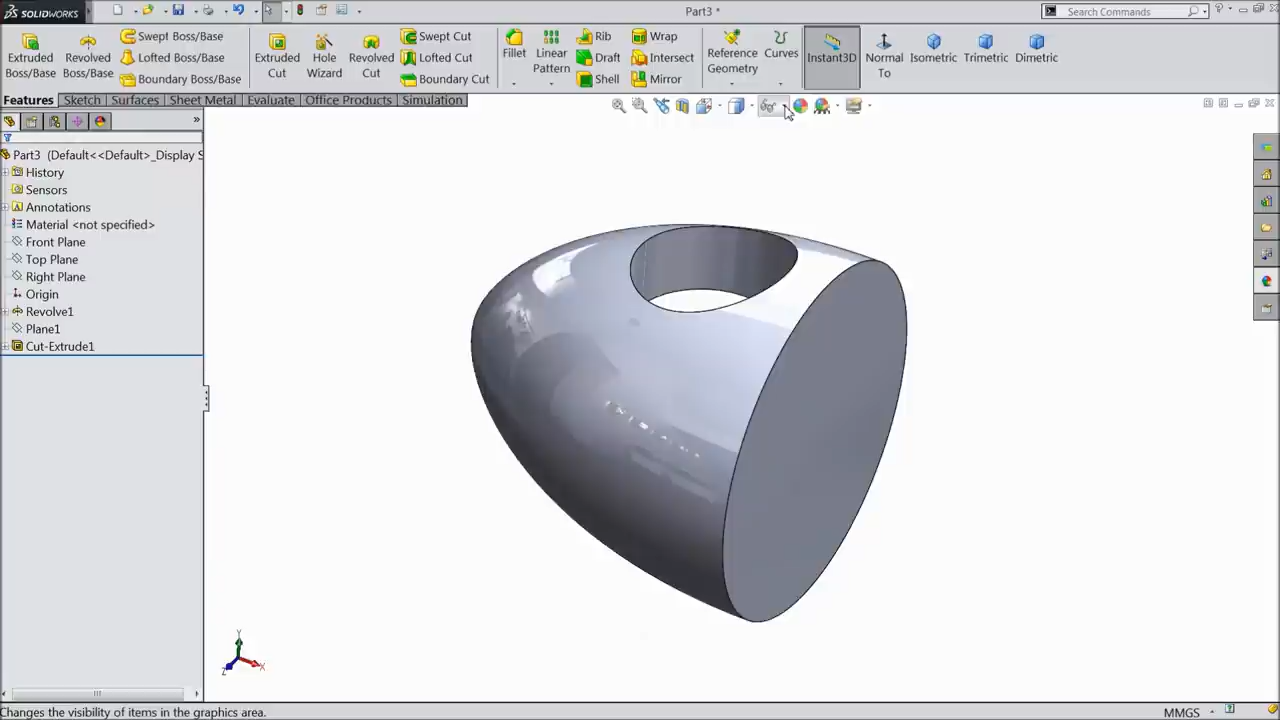 SOLIDWORKS
Part3 *
Search Commands
Extruded Boss/Base
Revolved Boss/Base
Swept Boss/Base
Lofted Boss/Base
Boundary Boss/Base
Extruded Cut
Hole Wizard
Revolved Cut
Swept Cut
Lofted Cut
Boundary Cut
Fillet
Linear Pattern
Rib
Draft
Shell
Wrap
Intersect
Mirror
Reference Geometry
Curves
Instant3D
Normal To
Isometric
Trimetric
Dimetric
Features
Sketch
Surfaces
Sheet Metal
Evaluate
Office Products
Simulation
»
Part3 (Default<<Default>_Display S
History
Sensors
Annotations
Material <not specified>
Front Plane
Top Plane
Right Plane
Origin
Revolve1
Plane1
Cut-Extrude1
Y
Z
X
Changes the visibility of items in the graphics area.
MMGS